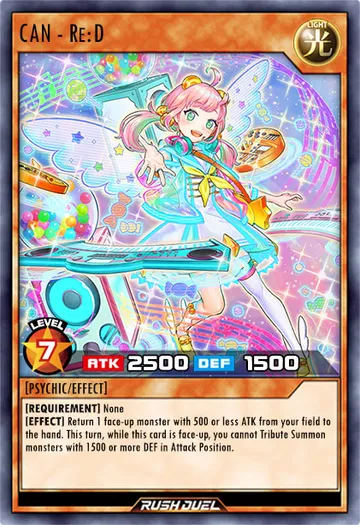 CAN - Re:D
LIGHT
光
LEVEL
7
ATK 2500 DEF 1500
[PSYCHIC/EFFECT]
[REQUIREMENT] None
[EFFECT] Return 1 face-up monster with 500 or less ATK from your field
to the hand. This turn, while this card is face-up, you cannot Tribute Summon
monsters with 1500 or more DEF in Attack Position.
RUSH DUEL